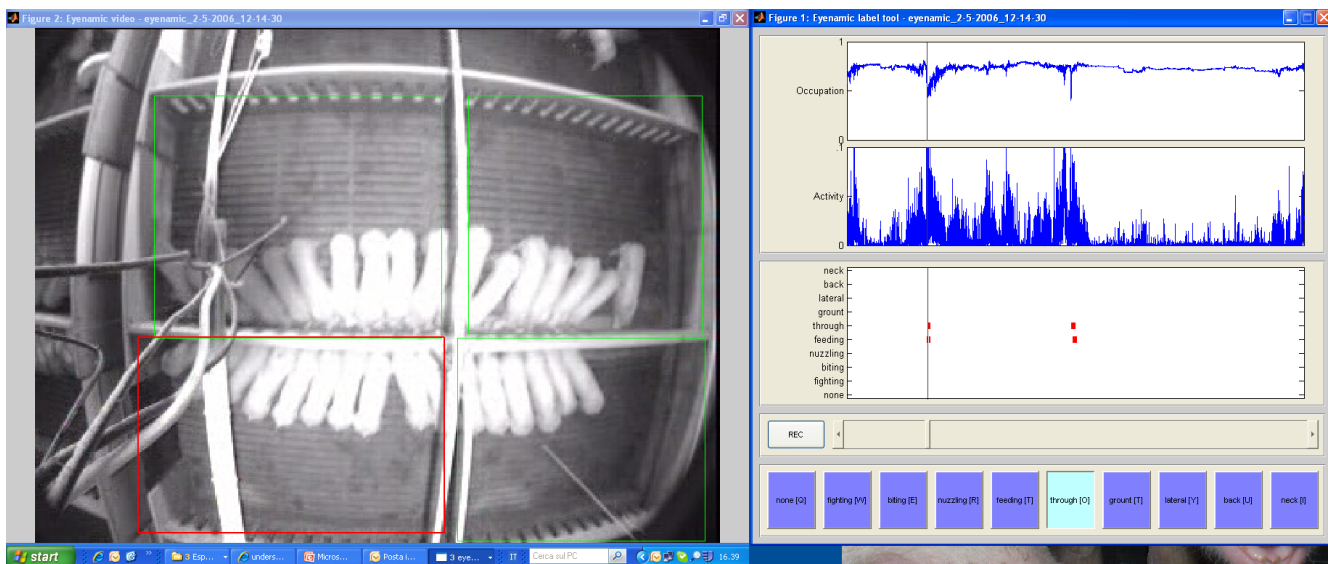 Figure 2: Eyenamic video - eyenamic_2-5-2006_12-14-30
Figure 1: Eyenamic label tool - eyenamic_2-5-2006_12-14-30
1
Occupation
0
.1
Activity
0
neck
back
lateral
grount
through
feeding
nuzzling
biting
fighting
none
REC
none [Q]
fighting [W]
biting [E]
nuzzling [R]
feeding [T]
through [O]
grount [T]
lateral [Y]
back [U]
neck [I]
start
3 Esp...
unders...
Micros...
Posta i...
3 eye...
IT
Cerca sul PC
16.39